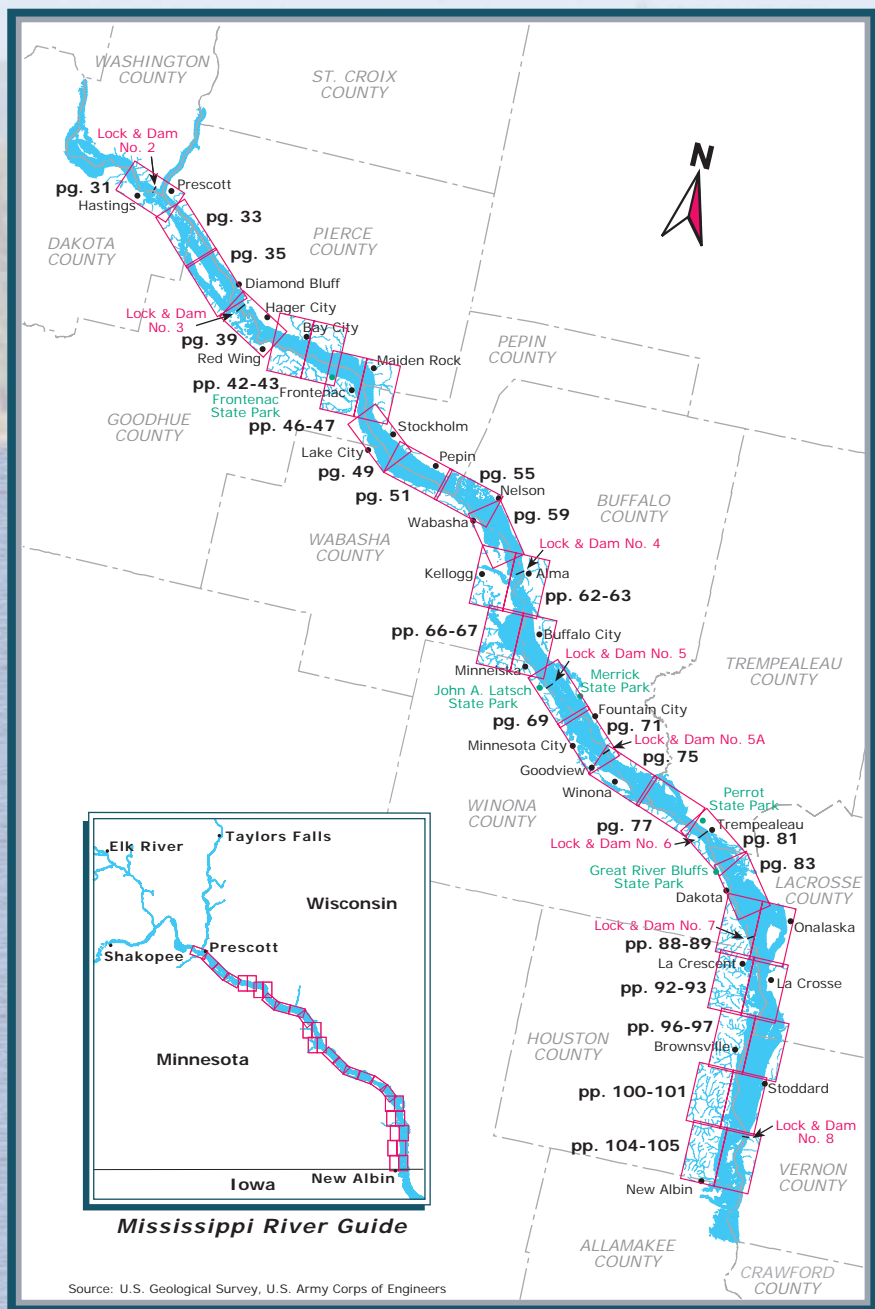 WASHINGTON
COUNTY
ST. CROIX
COUNTY
Lock & Dam
No. 2
N
pg. 31
Prescott
Hastings
pg. 33
DAKOTA
COUNTY
PIERCE
COUNTY
pg. 35
Diamond Bluff
Lock & Dam
No. 3
Hager City
Bay City
pg. 39
Red Wing
PEPIN
COUNTY
Maiden Rock
pp. 42-43
Frontenac
Frontenac
State Park
GOODHUE
COUNTY
pp. 46-47
Stockholm
Lake City
Pepin
pg. 49
pg. 51
pg. 55
Nelson
BUFFALO
COUNTY
pg. 59
Wabasha
WABASHA
COUNTY
Lock & Dam No. 4
Kellogg
Alma
pp. 62-63
pp. 66-67
Buffalo City
Lock & Dam No. 5
Minneiska
TREMPEALEAU
COUNTY
Merrick
State Park
John A. Latsch
State Park
Fountain City
pg. 69
pg. 71
Lock & Dam No. 5A
Minnesota City
pg. 75
Goodview
Winona
WINONA
COUNTY
Perrot
State Park
pg. 77
Trempealeau
Lock & Dam No. 6
pg. 81
pg. 83
Great River Bluffs
State Park
LACROSSE
COUNTY
Dakota
Onalaska
Lock & Dam No. 7
pp. 88-89
La Crescent
La Crosse
pp. 92-93
pp. 96-97
HOUSTON
COUNTY
Brownsville
pp. 100-101
Stoddard
Lock & Dam
No. 8
pp. 104-105
VERNON
COUNTY
New Albin
ALLAMAKEE
COUNTY
CRAWFORD
COUNTY
Elk River
Taylors Falls
Wisconsin
Prescott
Shakopee
Minnesota
New Albin
Iowa
Mississippi River Guide
Source: U.S. Geological Survey, U.S. Army Corps of Engineers